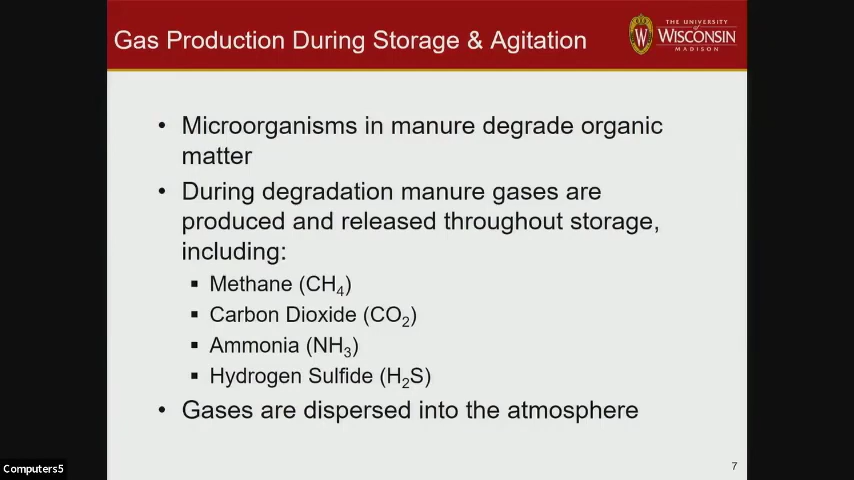 Gas Production During Storage & Agitation
W
THE UNIVERSITY
of
WISCONSIN
MADISON
• Microorganisms in manure degrade organic
matter
• During degradation manure gases are
produced and released throughout storage,
including:
▪ Methane (CH₄)
▪ Carbon Dioxide (CO₂)
▪ Ammonia (NH₃)
▪ Hydrogen Sulfide (H₂S)
• Gases are dispersed into the atmosphere
7
Computers5